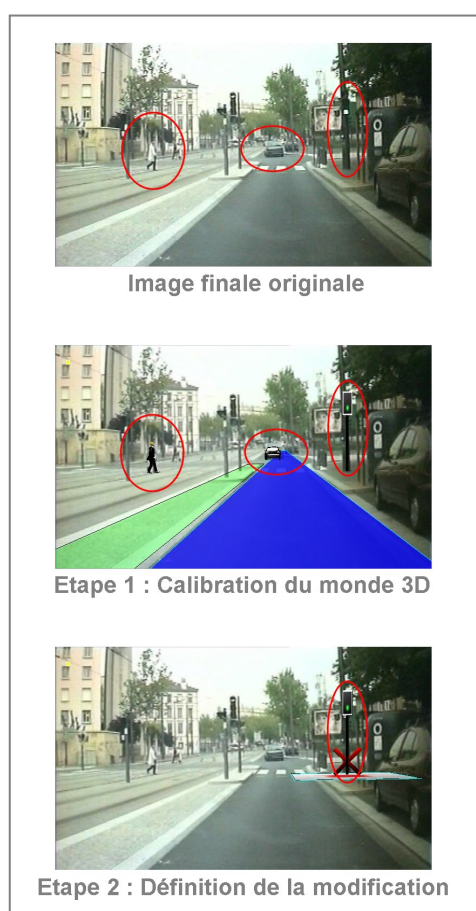 Image finale originale
Etape 1 : Calibration du monde 3D
Etape 2 : Définition de la modification